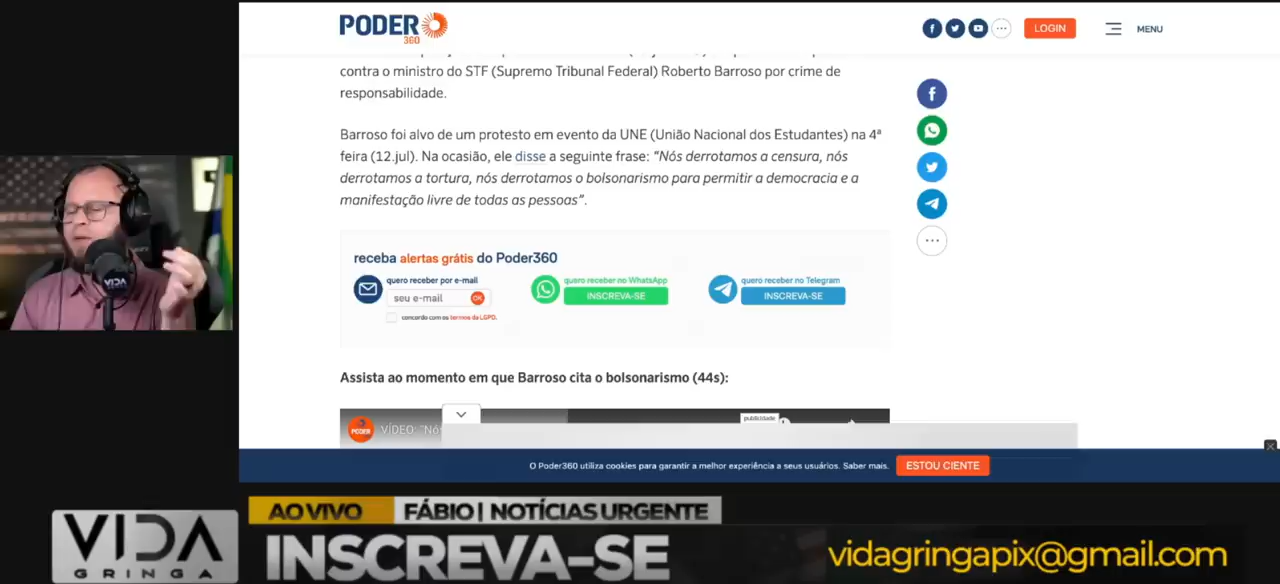 PODER
360
LOGIN
MENU
contra o ministro do STF (Supremo Tribunal Federal) Roberto Barroso por crime de
responsabilidade.
Barroso foi alvo de um protesto em evento da UNE (União Nacional dos Estudantes) na 4ª
feira (12.jul). Na ocasião, ele disse a seguinte frase: “Nós derrotamos a censura, nós
derrotamos a tortura, nós derrotamos o bolsonarismo para permitir a democracia e a
manifestação livre de todas as pessoas”.
receba alertas grátis do Poder360
quero receber por e-mail
seu e-mail
OK
concordo com os termos da LGPD.
quero receber no WhatsApp
INSCREVA-SE
quero receber no Telegram
INSCREVA-SE
Assista ao momento em que Barroso cita o bolsonarismo (44s):
PODER
VÍDEO: "Nós
publicidade
O Poder360 utiliza cookies para garantir a melhor experiência a seus usuários. Saber mais.
ESTOU CIENTE
VIDA
AO VIVO
FÁBIO | NOTÍCIAS URGENTE
VIDA
GRINGA
INSCREVA-SE
vidagringapix@gmail.com